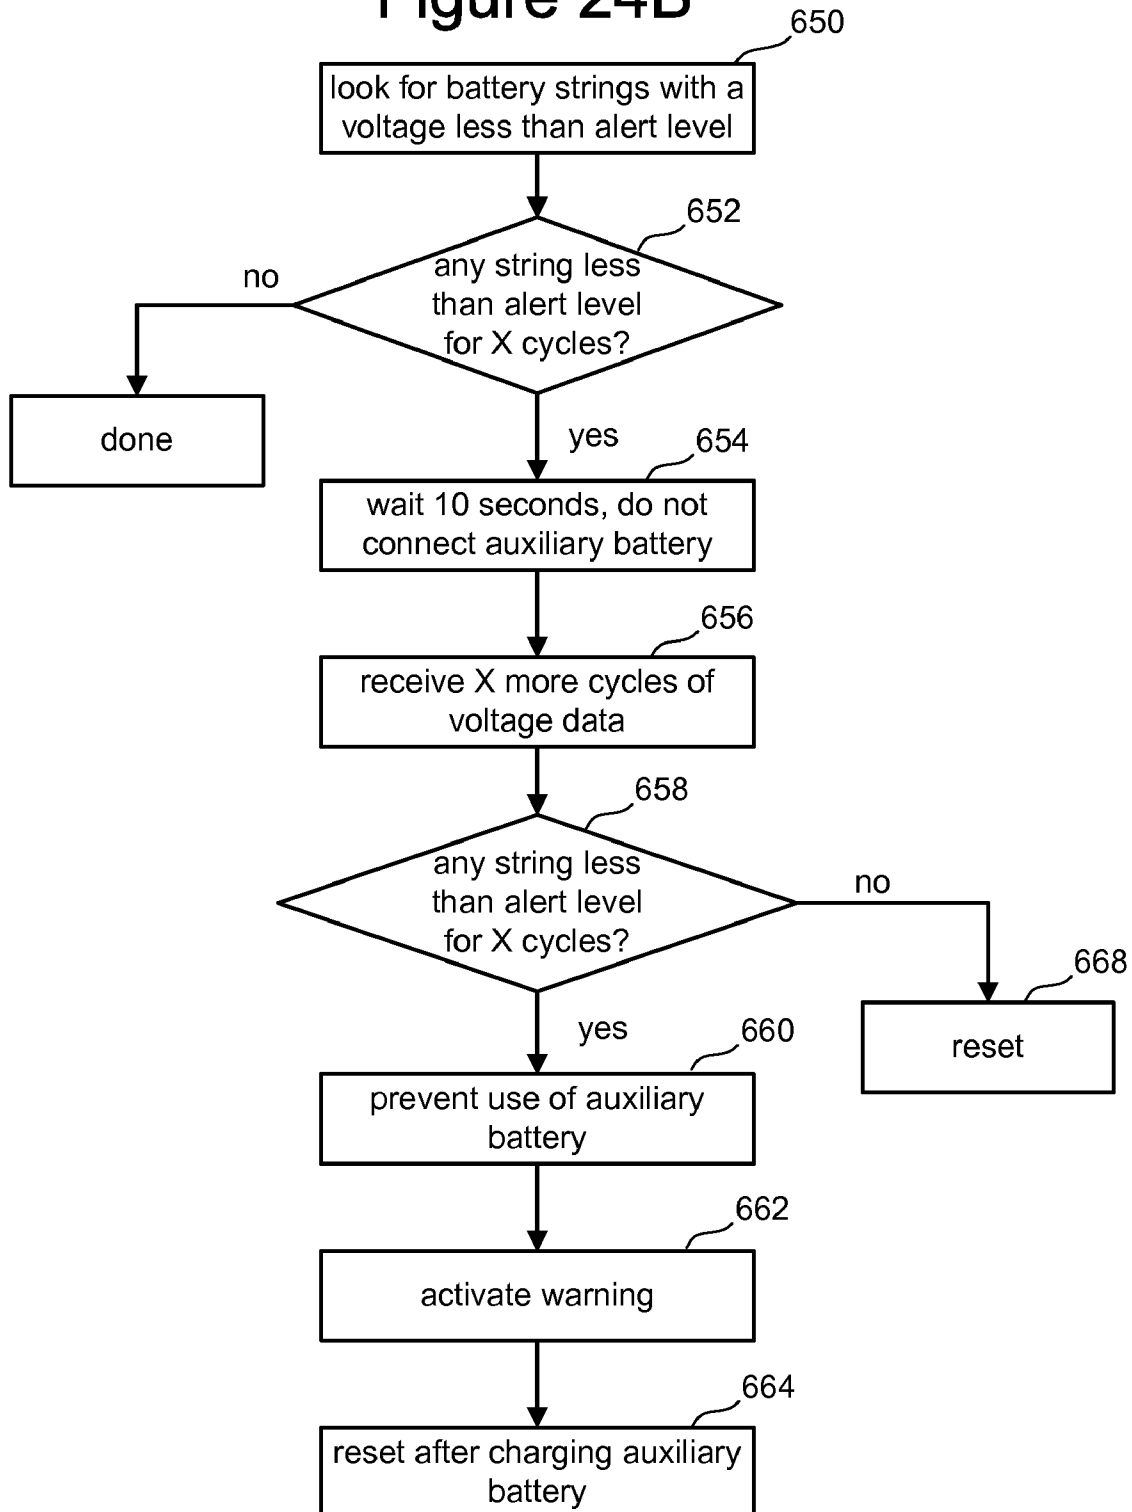 Figure 24B
650
look for battery strings with a
voltage less than alert level
652
any string less
than alert level
for X cycles?
no
done
yes
654
wait 10 seconds, do not
connect auxiliary battery
656
receive X more cycles of
voltage data
658
any string less
than alert level
for X cycles?
no
668
reset
yes
660
prevent use of auxiliary
battery
662
activate warning
664
reset after charging auxiliary
battery